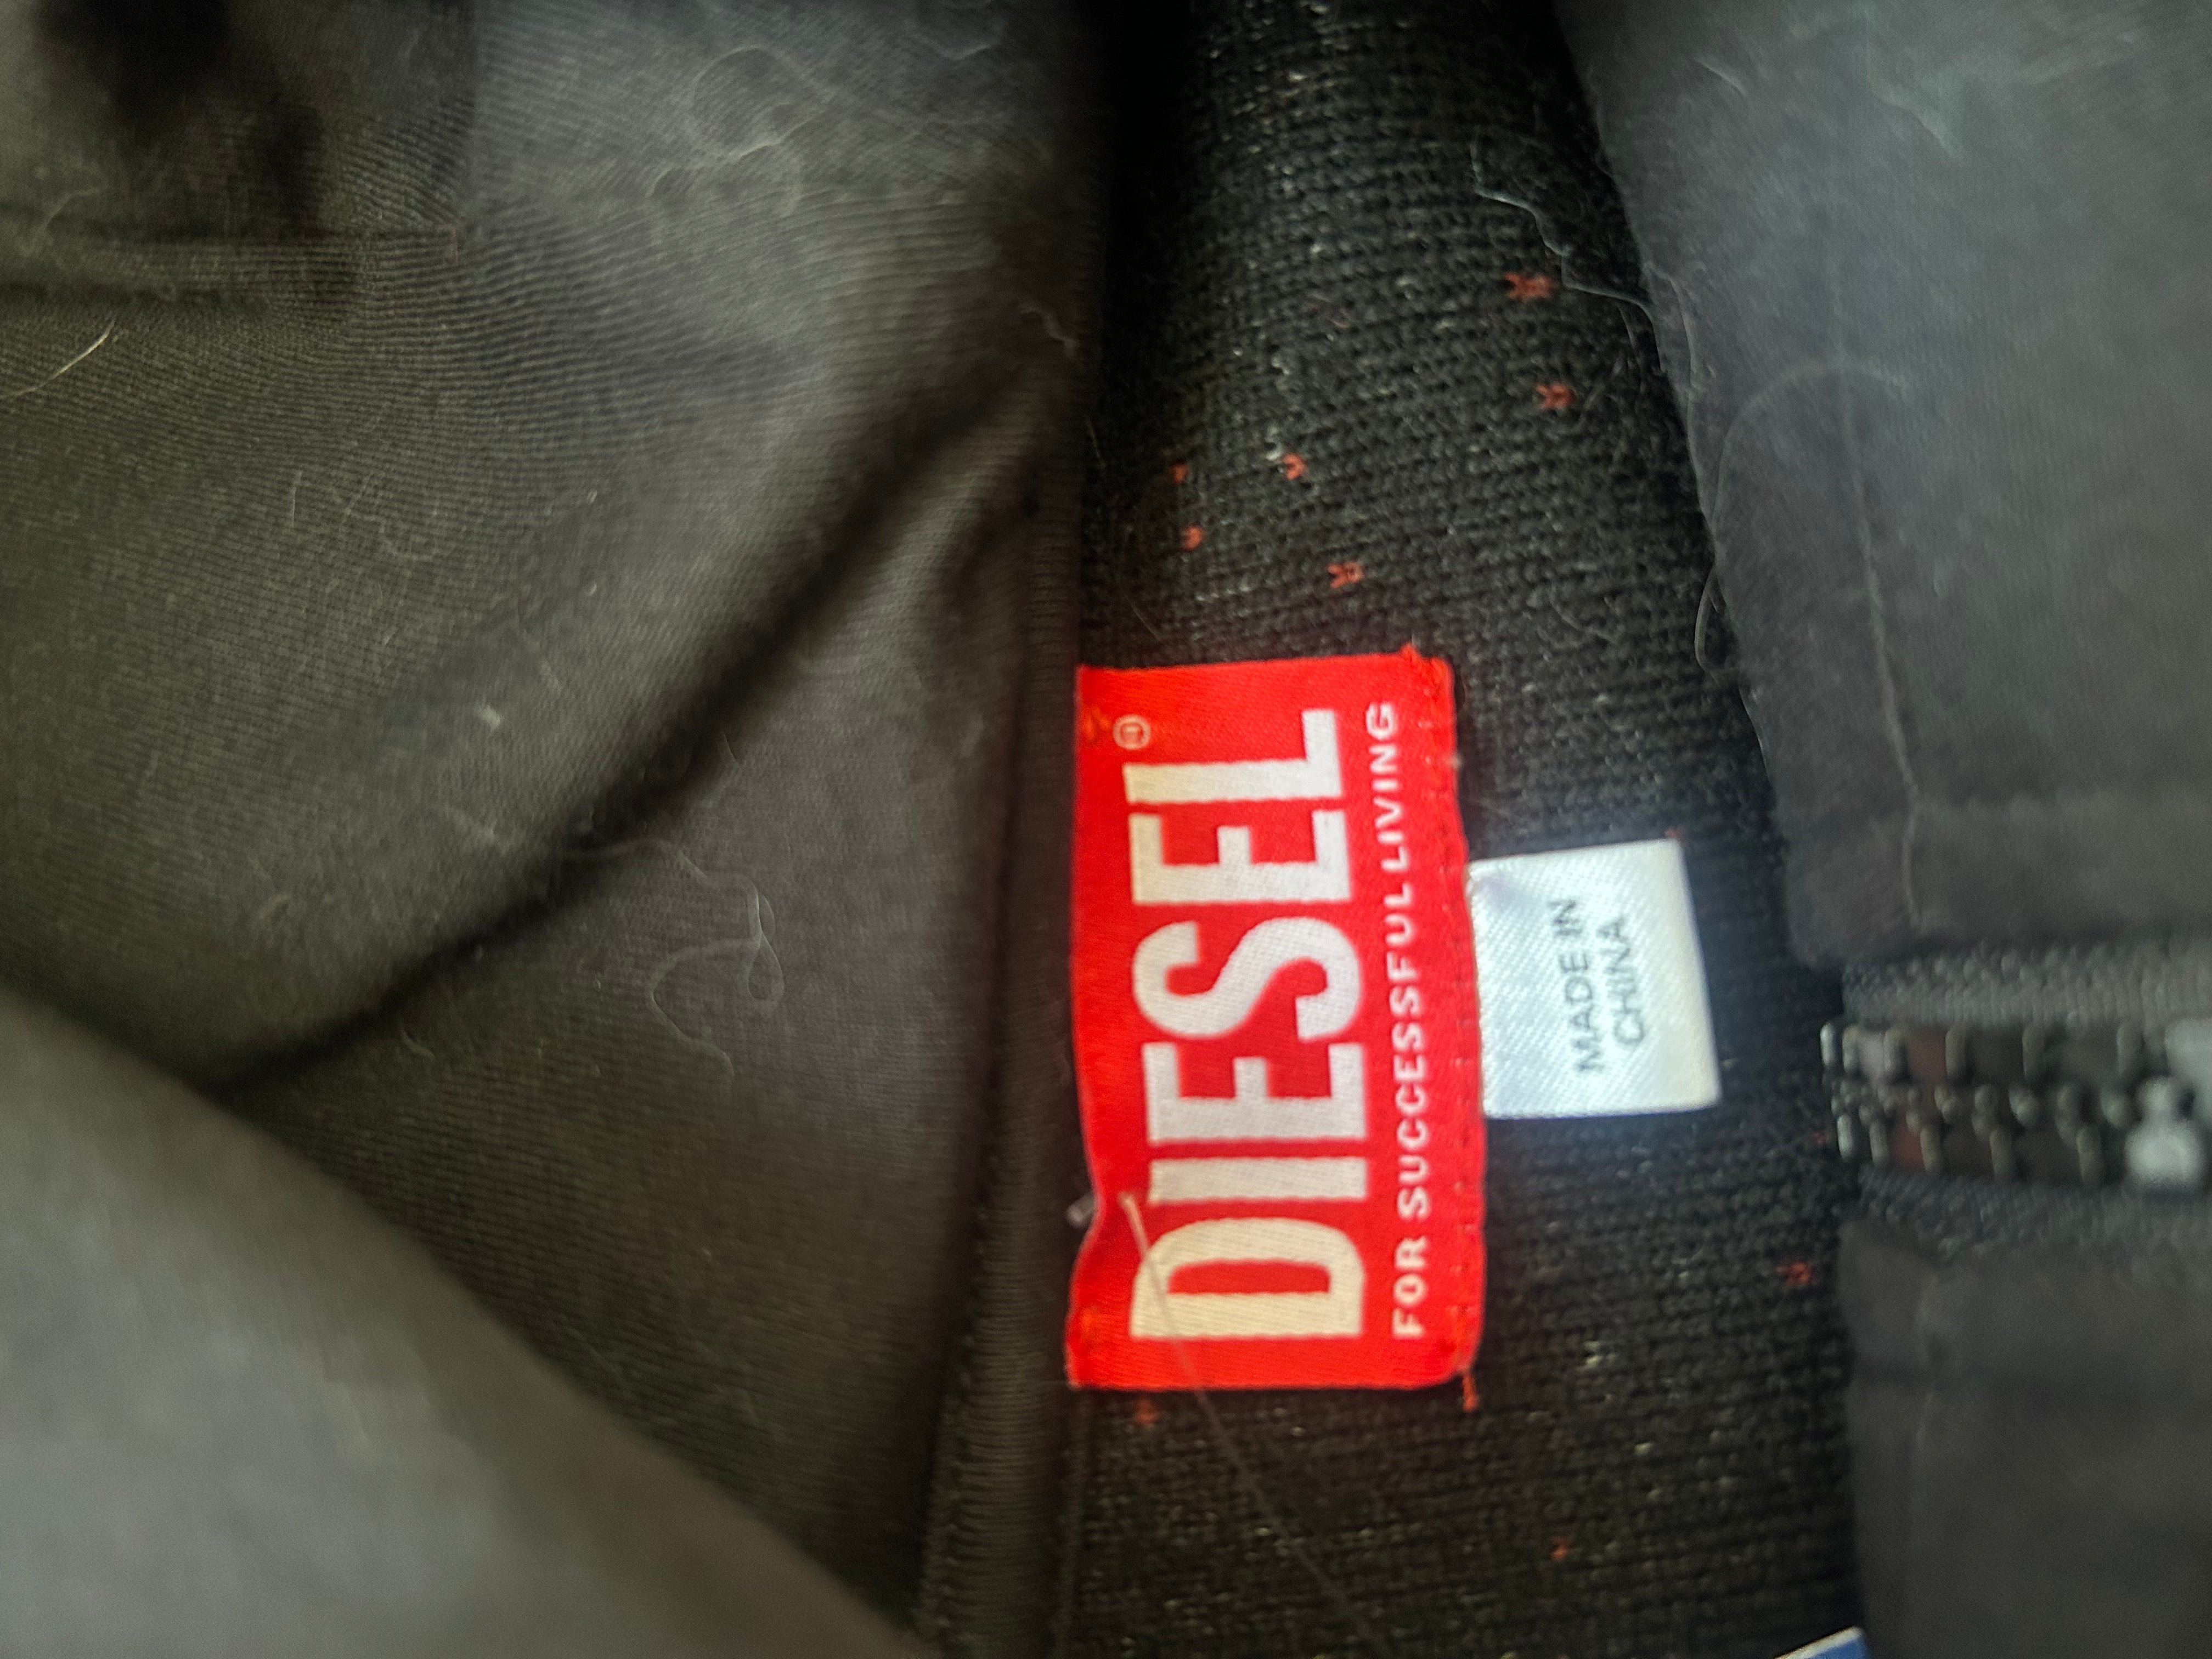 DIESEL®
FOR SUCCESSFUL LIVING
MADE IN
CHINA